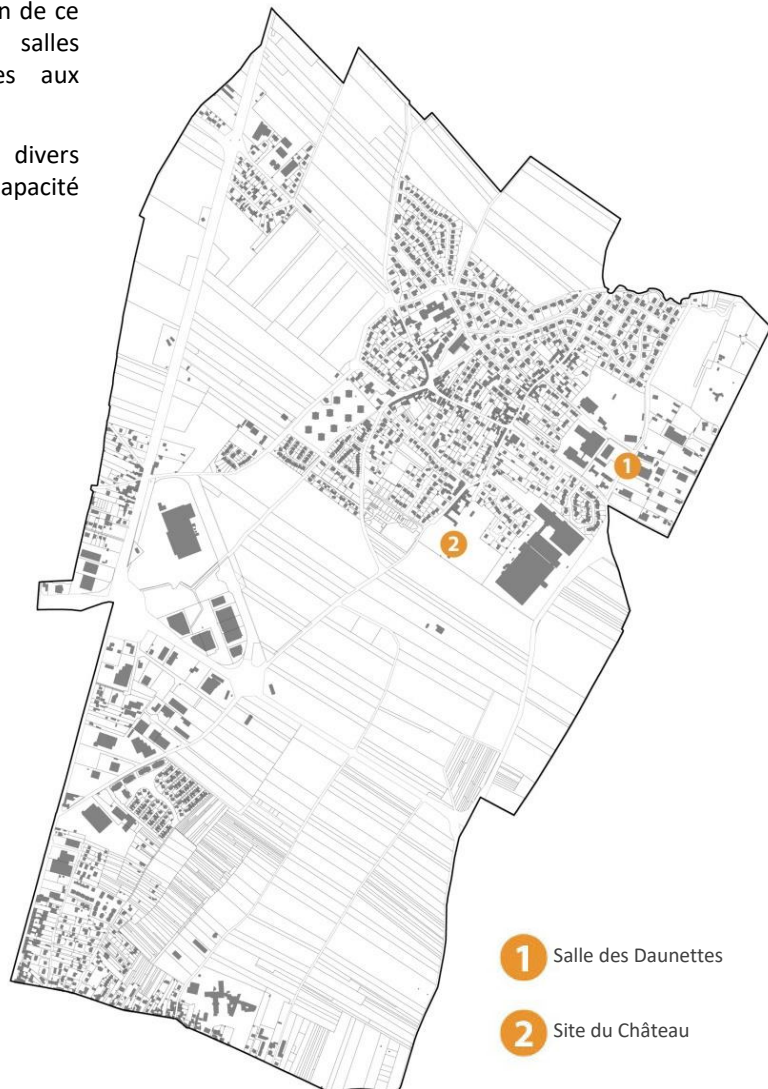 n de ce
salles
es aux
divers
apacité
1
2
1 Salle des Daunettes
2 Site du Château